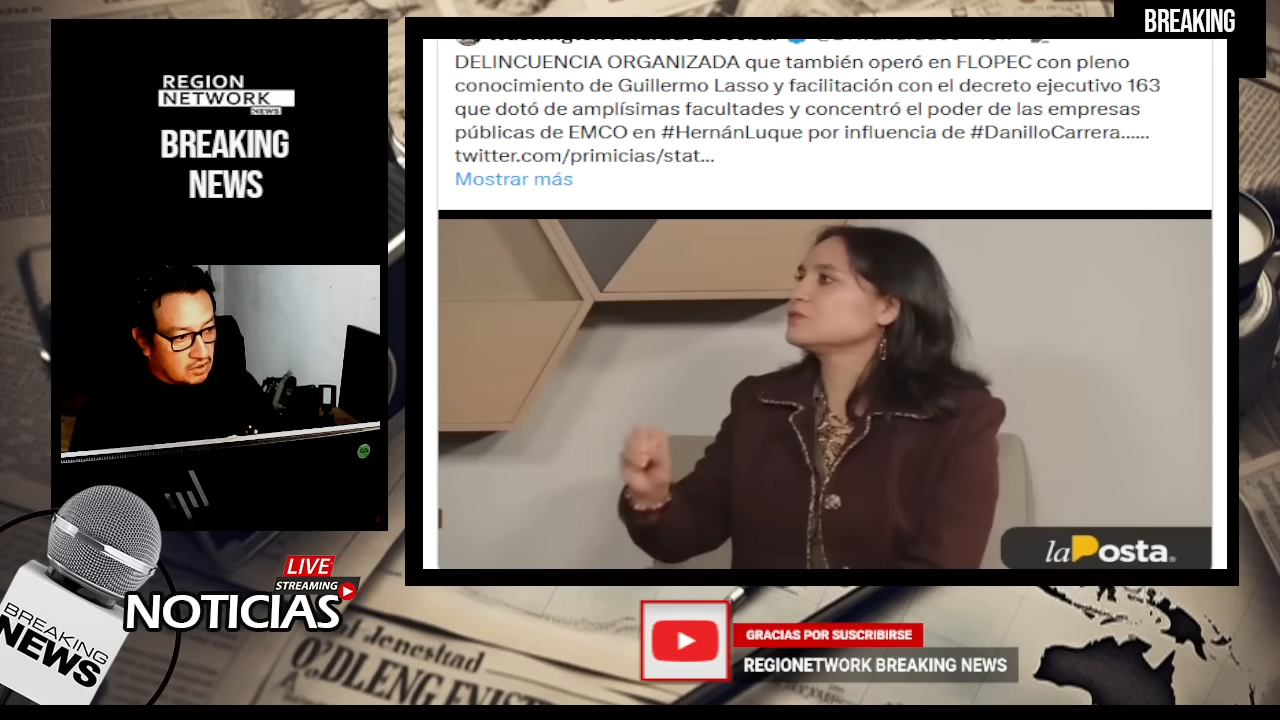 BREAKING
REGION
NETWORK
NEWS
BREAKING
NEWS
DELINCUENCIA ORGANIZADA que también operó en FLOPEC con pleno
conocimiento de Guillermo Lasso y facilitación con el decreto ejecutivo 163
que dotó de amplísimas facultades y concentró el poder de las empresas
públicas de EMCO en #HernánLuque por influencia de #DanilloCarrera......
twitter.com/primicias/stat...
Mostrar más
laPosta
BREAKING
NEWS
LIVE
STREAMING
NOTICIAS
GRACIAS POR SUSCRIBIRSE
REGIONETWORK BREAKING NEWS